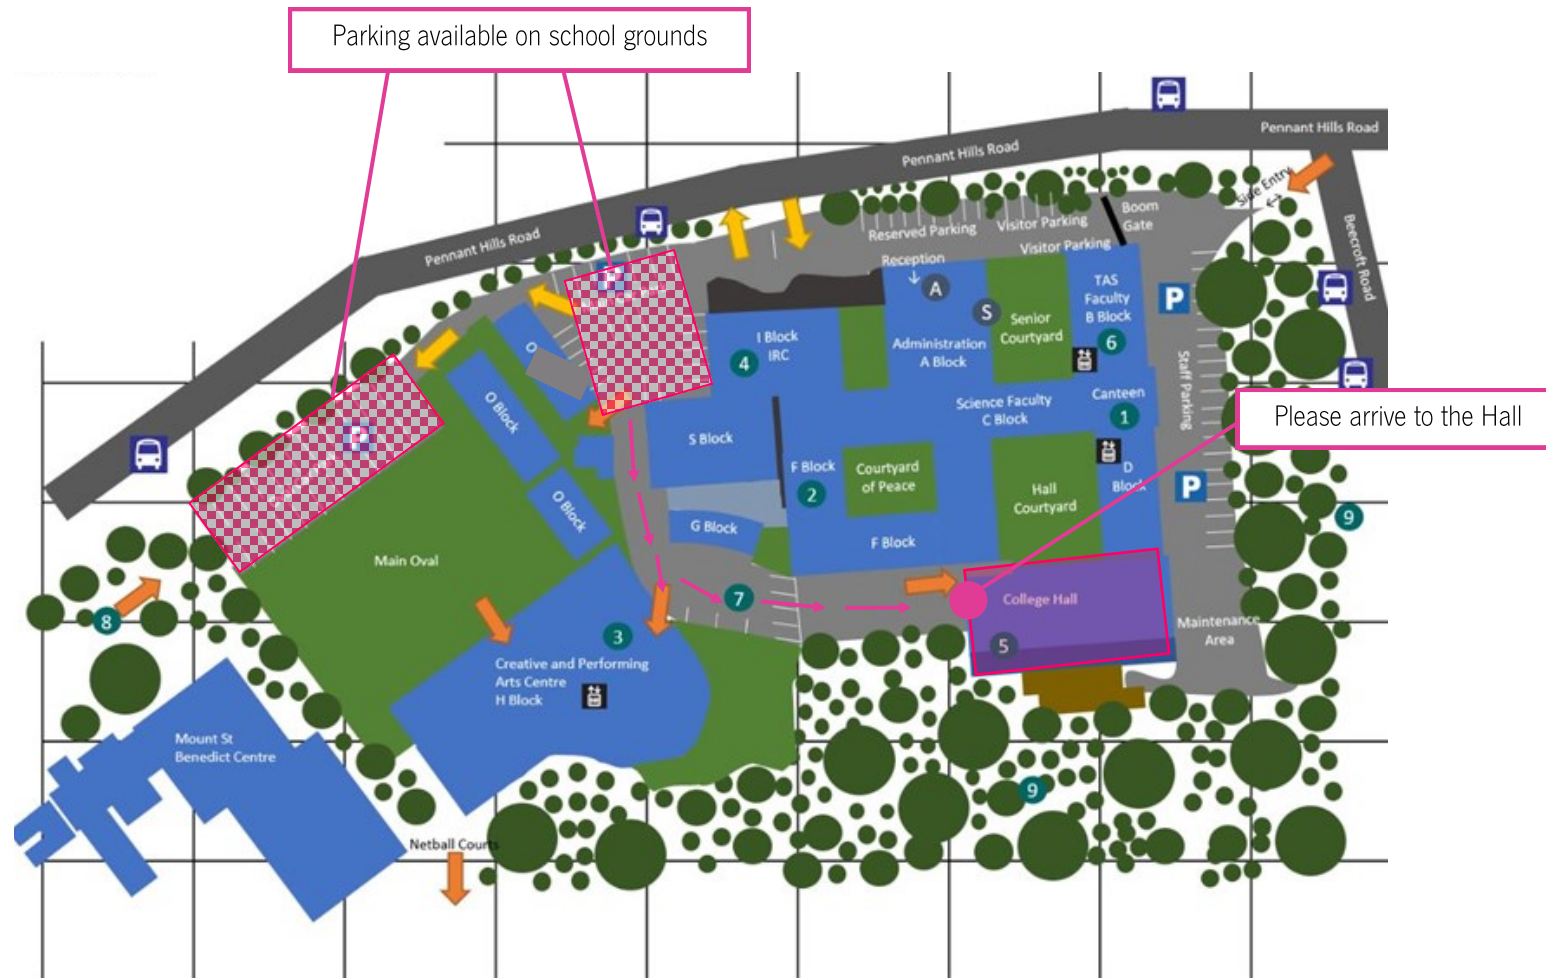 Parking available on school grounds
Pennant Hills Road
Pennant Hills Road
Pennant Hills Road
Side Entry
Boom
Gate
Visitor Parking
Reserved Parking
Visitor Parking
Reception
Beecroft Road
P
A
S
TAS
Faculty
B Block
6
Senior
Courtyard
Administration
A Block
I Block
IRC
4
P
O
O Block
P
Staff Parking
Canteen
1
Science Faculty
C Block
Please arrive to the Hall
S Block
F Block
2
Courtyard
of Peace
D
Block
P
Hall
Courtyard
9
O Block
G Block
F Block
Main Oval
7
College Hall
5
8
3
Maintenance
Area
Creative and Performing
Arts Centre
H Block
Mount St
Benedict Centre
9
Netball Courts